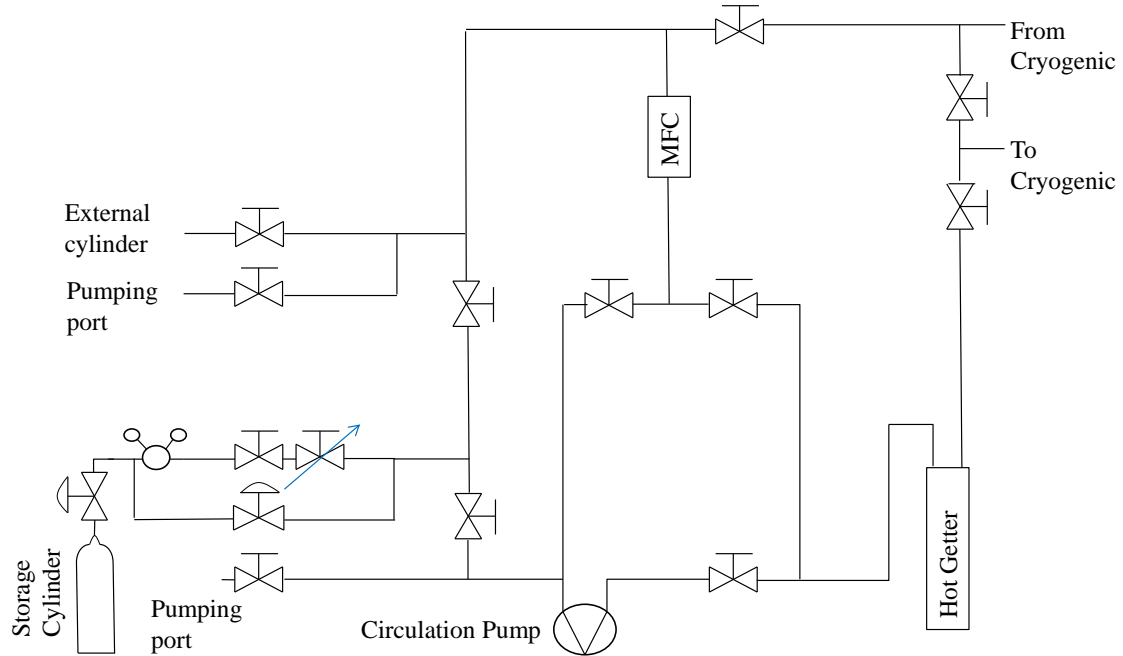 From
Cryogenic
MFC
To
Cryogenic
External
cylinder
Pumping
port
Storage
Cylinder
Pumping
port
Circulation Pump
Hot Getter